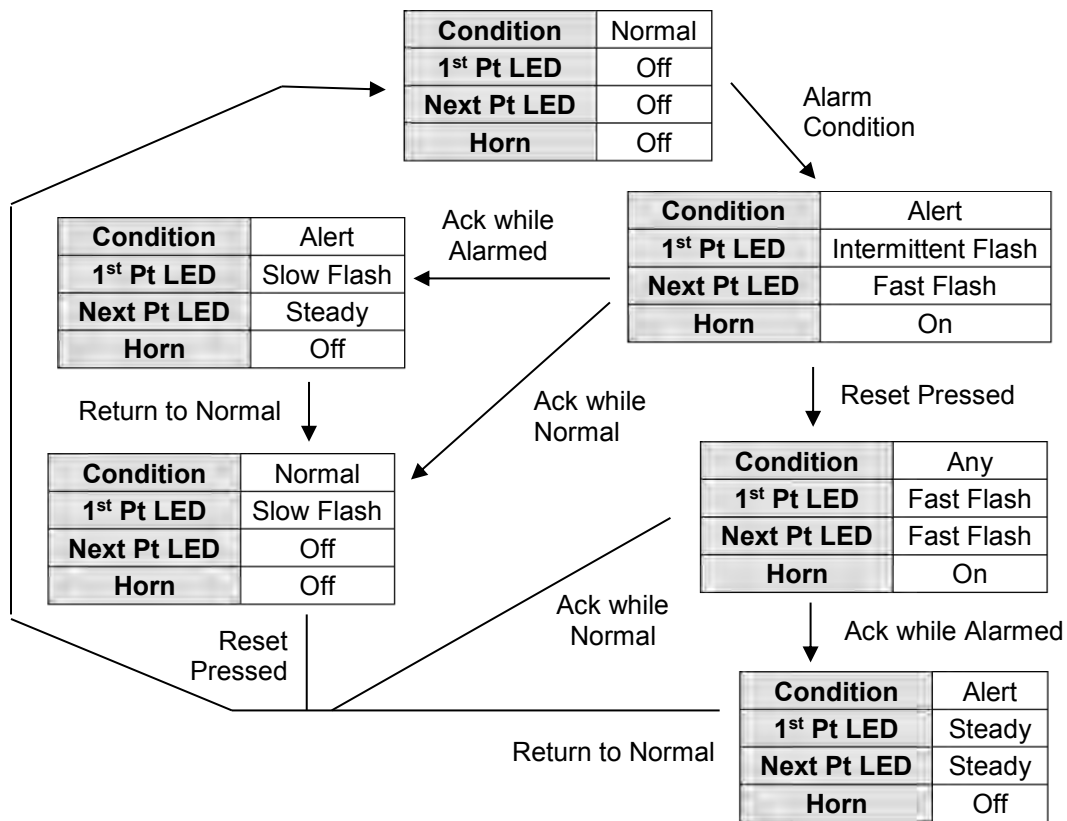 Condition Normal
1st Pt LED Off
Next Pt LED Off
Horn Off
Alarm
Condition
Ack while
Alarmed
Condition Alert
1st Pt LED Intermittent Flash
Next Pt LED Fast Flash
Horn On
Condition Alert
1st Pt LED Slow Flash
Next Pt LED Steady
Horn Off
Return to Normal
Ack while
Normal
Reset Pressed
Condition Normal
1st Pt LED Slow Flash
Next Pt LED Off
Horn Off
Condition Any
1st Pt LED Fast Flash
Next Pt LED Fast Flash
Horn On
Reset
Pressed
Ack while
Normal
Ack while Alarmed
Return to Normal
Condition Alert
1st Pt LED Steady
Next Pt LED Steady
Horn Off